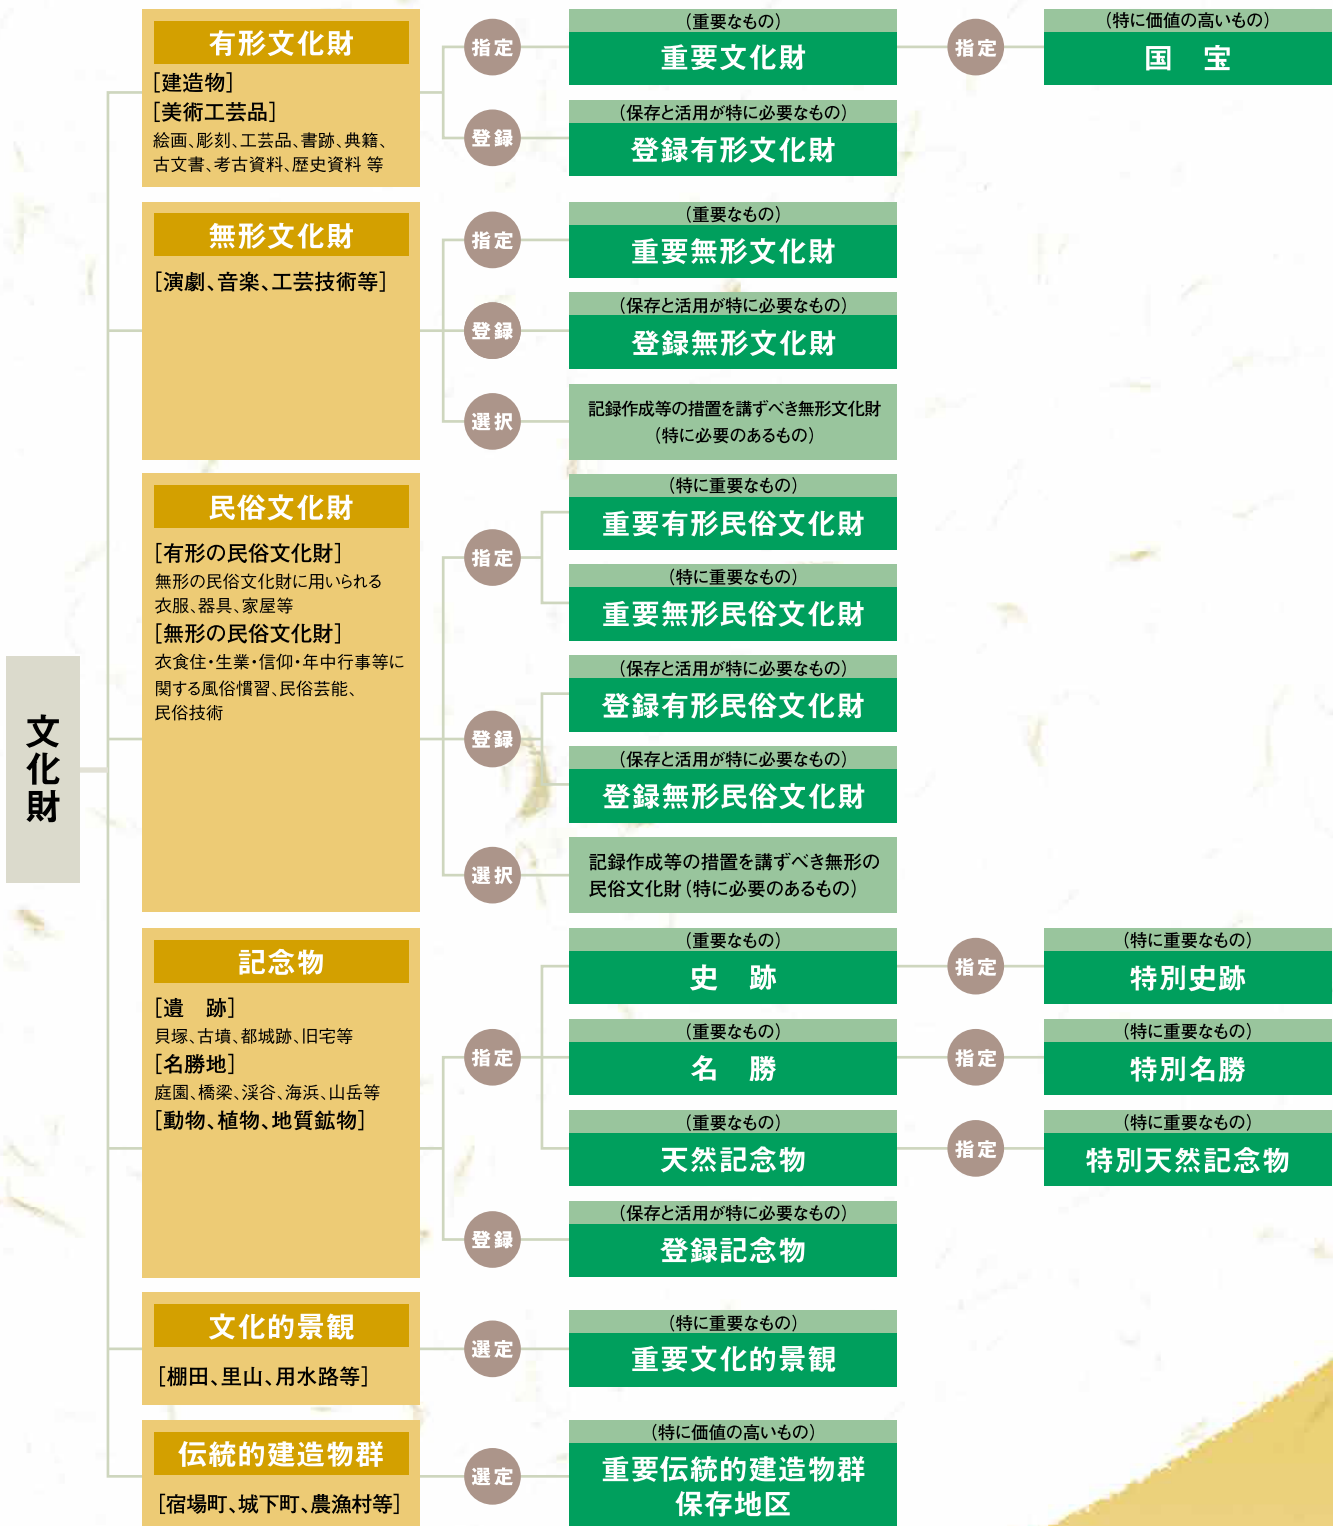 文化財
有形文化財
[建造物]
[美術工芸品]
絵画、彫刻、工芸品、書跡、典籍、
古文書、考古資料、歴史資料 等
指定
(重要なもの)
重要文化財
指定
(特に価値の高いもの)
国　宝
登録
(保存と活用が特に必要なもの)
登録有形文化財
無形文化財
[演劇、音楽、工芸技術等]
指定
(重要なもの)
重要無形文化財
登録
(保存と活用が特に必要なもの)
登録無形文化財
選択
記録作成等の措置を講ずべき無形文化財
(特に必要のあるもの)
民俗文化財
[有形の民俗文化財]
無形の民俗文化財に用いられる
衣服、器具、家屋等
[無形の民俗文化財]
衣食住・生業・信仰・年中行事等に
関する風俗慣習、民俗芸能、
民俗技術
指定
(特に重要なもの)
重要有形民俗文化財
(特に重要なもの)
重要無形民俗文化財
登録
(保存と活用が特に必要なもの)
登録有形民俗文化財
(保存と活用が特に必要なもの)
登録無形民俗文化財
選択
記録作成等の措置を講ずべき無形の
民俗文化財(特に必要のあるもの)
記念物
[遺　跡]
貝塚、古墳、都城跡、旧宅等
[名勝地]
庭園、橋梁、渓谷、海浜、山岳等
[動物、植物、地質鉱物]
指定
(重要なもの)
史　跡
指定
(特に重要なもの)
特別史跡
(重要なもの)
名　勝
指定
(特に重要なもの)
特別名勝
(重要なもの)
天然記念物
指定
(特に重要なもの)
特別天然記念物
登録
(保存と活用が特に必要なもの)
登録記念物
文化的景観
[棚田、里山、用水路等]
選定
(特に重要なもの)
重要文化的景観
伝統的建造物群
[宿場町、城下町、農漁村等]
選定
(特に価値の高いもの)
重要伝統的建造物群
保存地区